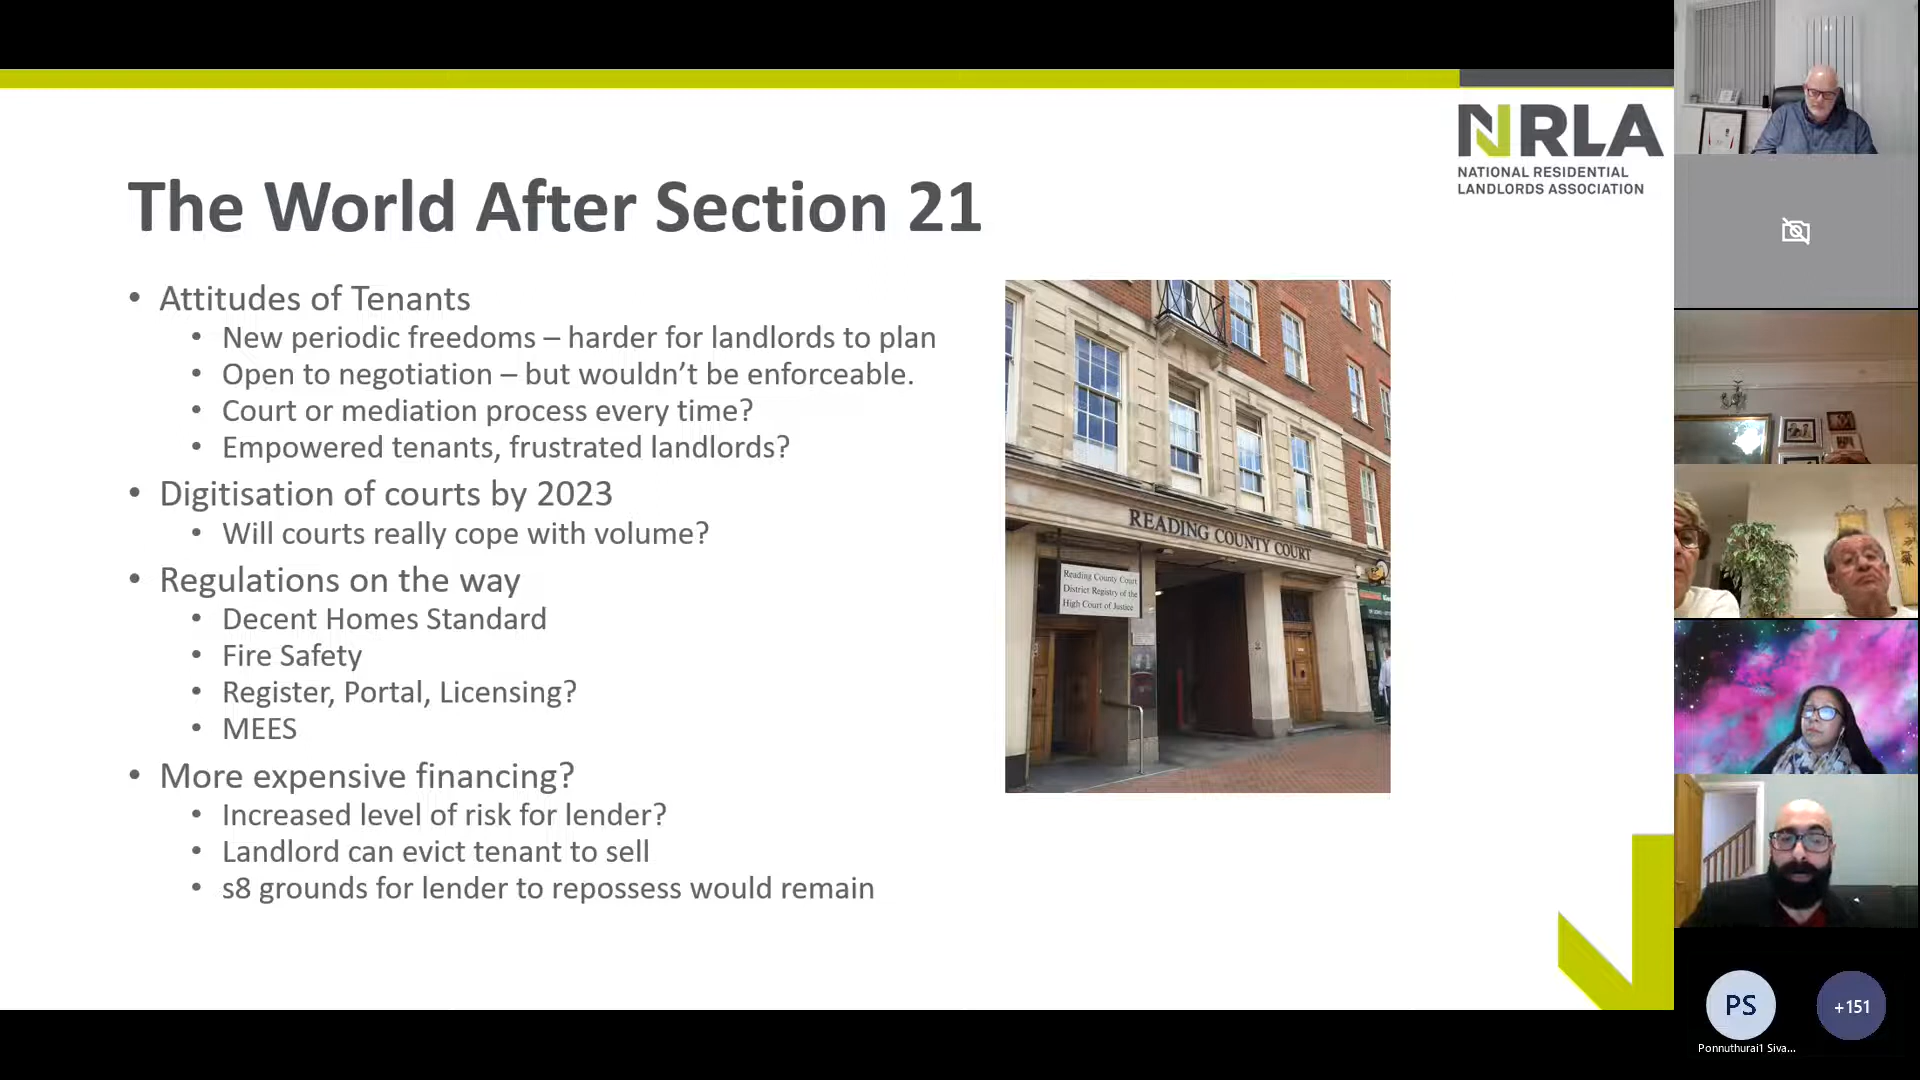 NRLA
NATIONAL RESIDENTIAL
LANDLORDS ASSOCIATION
The World After Section 21
• Attitudes of Tenants
• New periodic freedoms – harder for landlords to plan
• Open to negotiation – but wouldn’t be enforceable.
• Court or mediation process every time?
• Empowered tenants, frustrated landlords?
• Digitisation of courts by 2023
• Will courts really cope with volume?
• Regulations on the way
• Decent Homes Standard
• Fire Safety
• Register, Portal, Licensing?
• MEES
• More expensive financing?
• Increased level of risk for lender?
• Landlord can evict tenant to sell
• s8 grounds for lender to repossess would remain
READING COUNTY COURT
Reading County Court
District Registry of the
High Court of Justice
PS
+151
Ponnuthurai1 Siva...